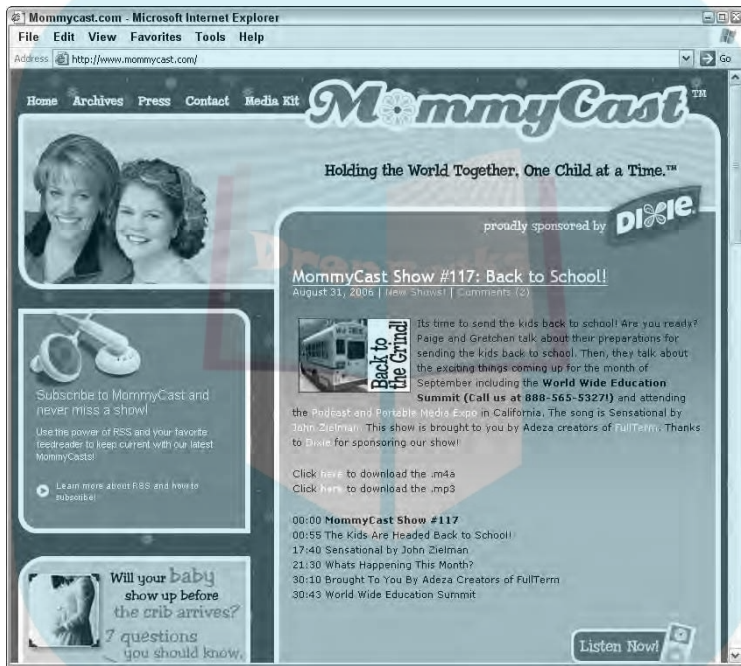 Mommycast.com - Microsoft Internet Explorer
File Edit View Favorites Tools Help
Address http://www.mommycast.com/ Go
Home Archives Press Contact Media Kit
MommyCast™
Holding the World Together, One Child at a Time.™
proudly sponsored by Dixie
MommyCast Show #117: Back to School!
August 31, 2006 | New Shows! | Comments (2)
Back to
the Grind!
Its time to send the kids back to school! Are you ready?
Paige and Gretchen talk about their preparations for
sending the kids back to school. Then, they talk about
the exciting things coming up for the month of
September including the World Wide Education
Summit (Call us at 888-565-5327!) and attending
the Podcast and Portable Media Expo in California. The song is Sensational by
John Zielman. This show is brought to you by Adeza creators of FullTerm. Thanks
to Dixie for sponsoring our show!
Click here to download the .m4a
Click here to download the .mp3
00:00 MommyCast Show #117
00:55 The Kids Are Headed Back to School!
17:40 Sensational by John Zielman
21:30 Whats Happening This Month?
30:10 Brought To You By Adeza Creators of FullTerm
30:43 World Wide Education Summit
Listen Now!
Subscribe to MommyCast and
never miss a show!
Use the power of RSS and your favorite
feedreader to keep current with our latest
MommyCasts!
Learn more about RSS and how to
subscribe!
Will your baby
show up before
the crib arrives?
7 questions
you should know.